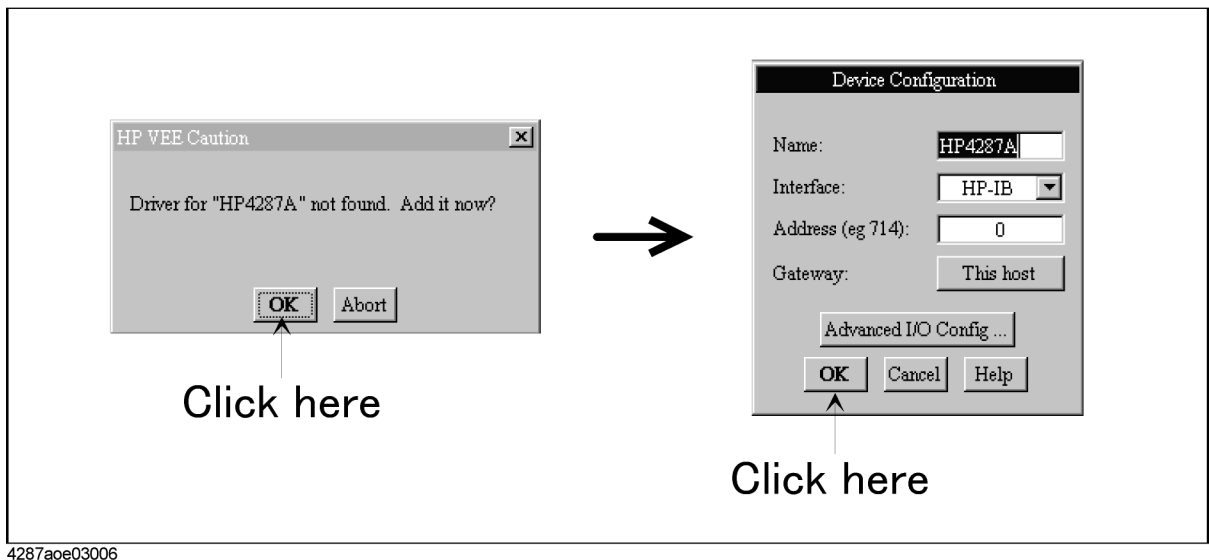 HP VEE Caution
Driver for "HP4287A" not found. Add it now?
OK Abort
Click here
Device Configuration
Name: HP4287A
Interface: HP-IB
Address (eg 714): 0
Gateway: This host
Advanced I/O Config ...
OK Cancel Help
Click here
4287aoe03006